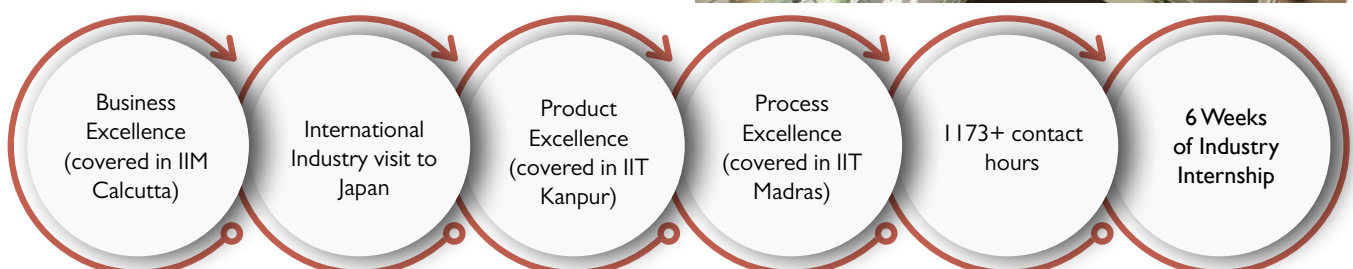 Business
Excellence
(covered in IIM
Calcutta)
International
Industry visit to
Japan
Product
Excellence
(covered in IIT
Kanpur)
Process
Excellence
(covered in IIT
Madras)
1173+ contact
hours
6 Weeks
of Industry
Internship